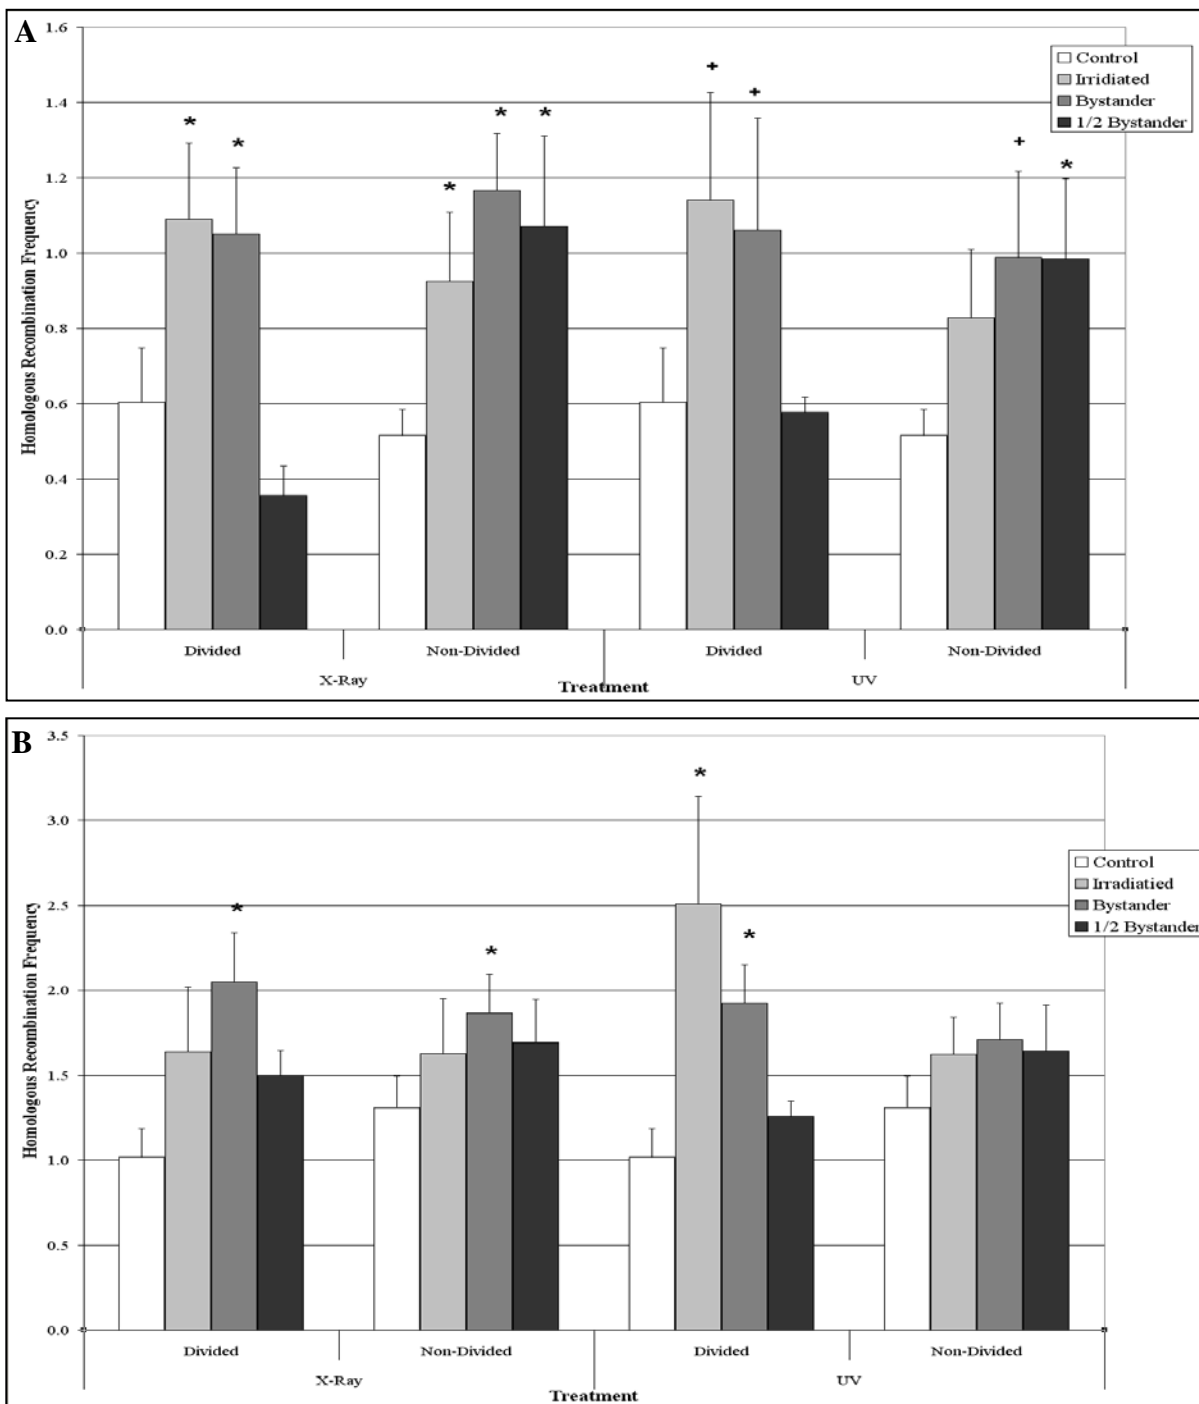 A
1.6
1.4
1.2
1.0
0.8
0.6
0.4
0.2
0.0
Homologous Recombination Frequency
* * * * * + + + *
Control
Irridiated
Bystander
1/2 Bystander
Divided Non-Divided Divided Non-Divided
X-Ray UV
Treatment
B
3.5
3.0
2.5
2.0
1.5
1.0
0.5
0.0
Homologous Recombination Frequency
* * * *
Control
Irradiatied
Bystander
1/2 Bystander
Divided Non-Divided Divided Non-Divided
X-Ray UV
Treatment